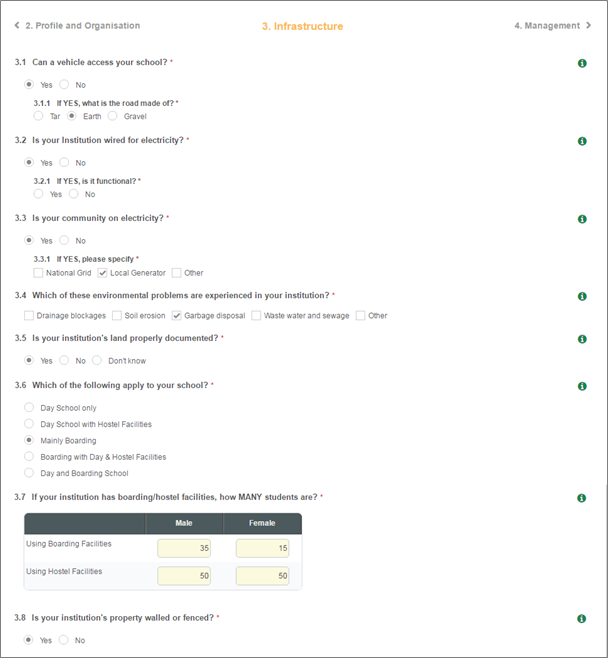 2. Profile and Organisation 3. Infrastructure 4. Management
3.1 Can a vehicle access your school? *
Yes No
3.1.1 If YES, what is the road made of? *
Tar Earth Gravel
3.2 Is your Institution wired for electricity? *
Yes No
3.2.1 If YES, is it functional? *
Yes No
3.3 Is your community on electricity? *
Yes No
3.3.1 If YES, please specify *
National Grid Local Generator Other
3.4 Which of these environmental problems are experienced in your institution? *
Drainage blockages Soil erosion Garbage disposal Waste water and sewage Other
3.5 Is your institution's land properly documented? *
Yes No Don't know
3.6 Which of the following apply to your school? *
Day School only
Day School with Hostel Facilities
Mainly Boarding
Boarding with Day & Hostel Facilities
Day and Boarding School
3.7 If your institution has boarding/hostel facilities, how MANY students are? *
Male Female
Using Boarding Facilities 35 15
Using Hostel Facilities 50 50
3.8 Is your institution's property walled or fenced? *
Yes No